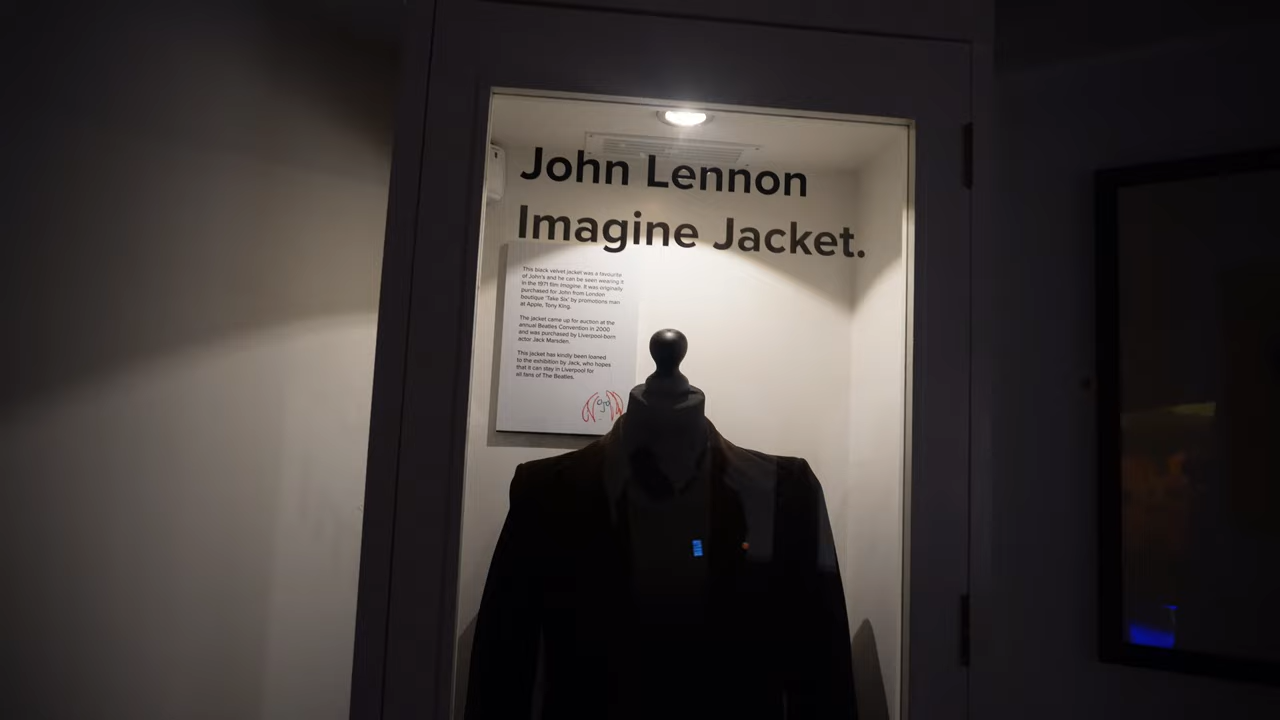 John Lennon
Imagine Jacket.
This black velvet jacket was a favourite
of John's and he can be seen wearing it
in the 1971 film Imagine. It was originally
purchased for John from London
boutique 'Take Six' by promotions man
at Apple, Tony King.
The jacket came up for auction at the
annual Beatles Convention in 2000
and was purchased by Liverpool-born
actor Jack Marsden.
This jacket has kindly been loaned
to the exhibition by Jack, who hopes
that it can stay in Liverpool for
all fans of The Beatles.